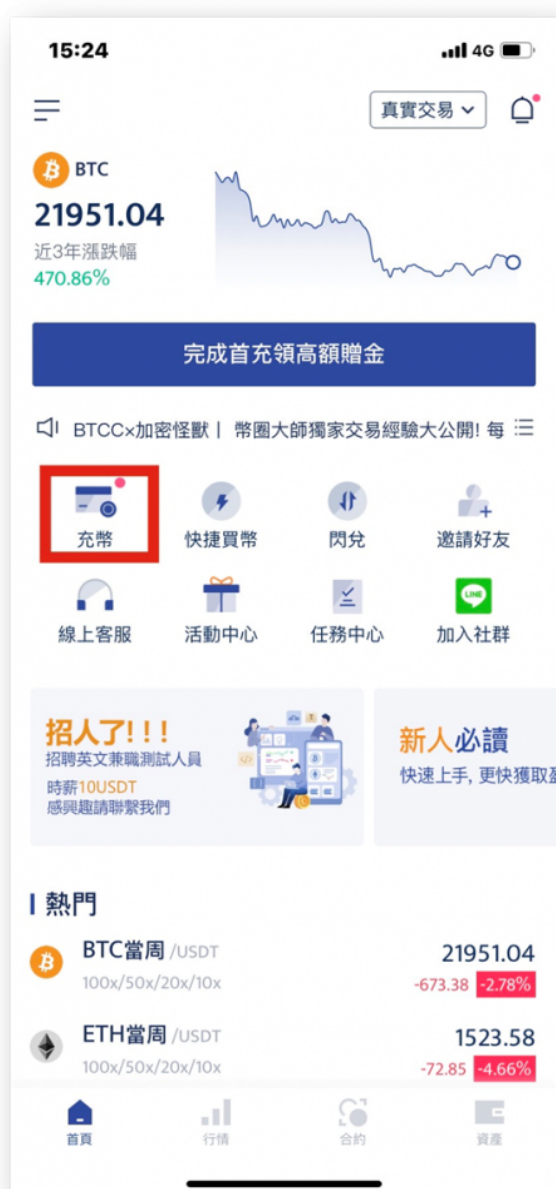 15:24
4G
真實交易
BTC
21951.04
近3年漲跌幅
470.86%
完成首充領高額贈金
BTCC×加密怪獸丨 幣圈大師獨家交易經驗大公開! 每
充幣
快捷買幣
閃兌
邀請好友
線上客服
活動中心
任務中心
LINE
加入社群
招人了!!!
招聘英文兼職測試人員
時薪10USDT
感興趣請聯繫我們
新人必讀
快速上手, 更快獲取
熱門
BTC當周 /USDT
21951.04
100x/50x/20x/10x
-673.38 -2.78%
ETH當周 /USDT
1523.58
100x/50x/20x/10x
-72.85 -4.66%
首頁
行情
合約
資產